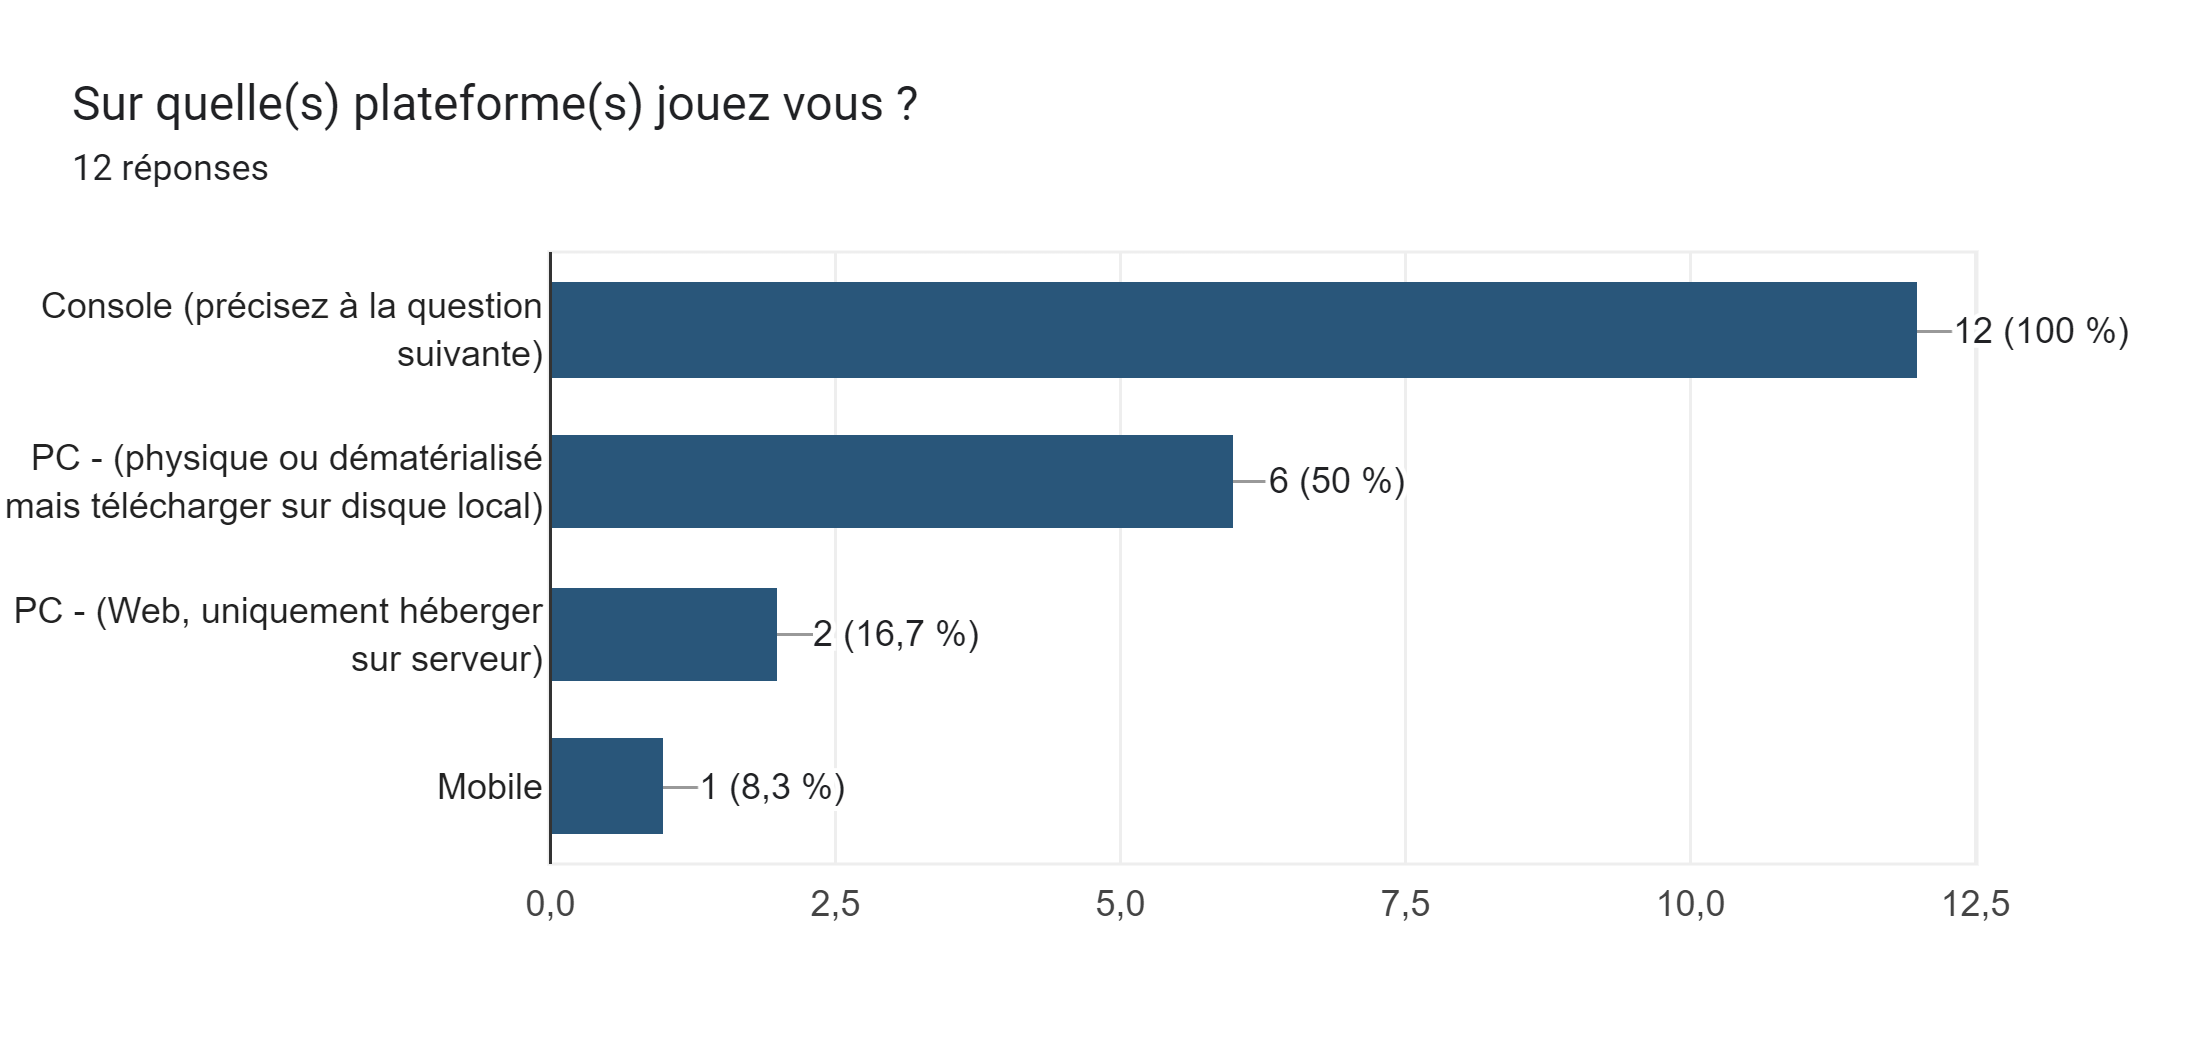 Sur quelle(s) plateforme(s) jouez vous ?
12 réponses
Console (précisez à la question
suivante)
12 (100 %)
PC - (physique ou dématérialisé
mais télécharger sur disque local)
6 (50 %)
PC - (Web, uniquement héberger
sur serveur)
2 (16,7 %)
Mobile
1 (8,3 %)
0,0 2,5 5,0 7,5 10,0 12,5